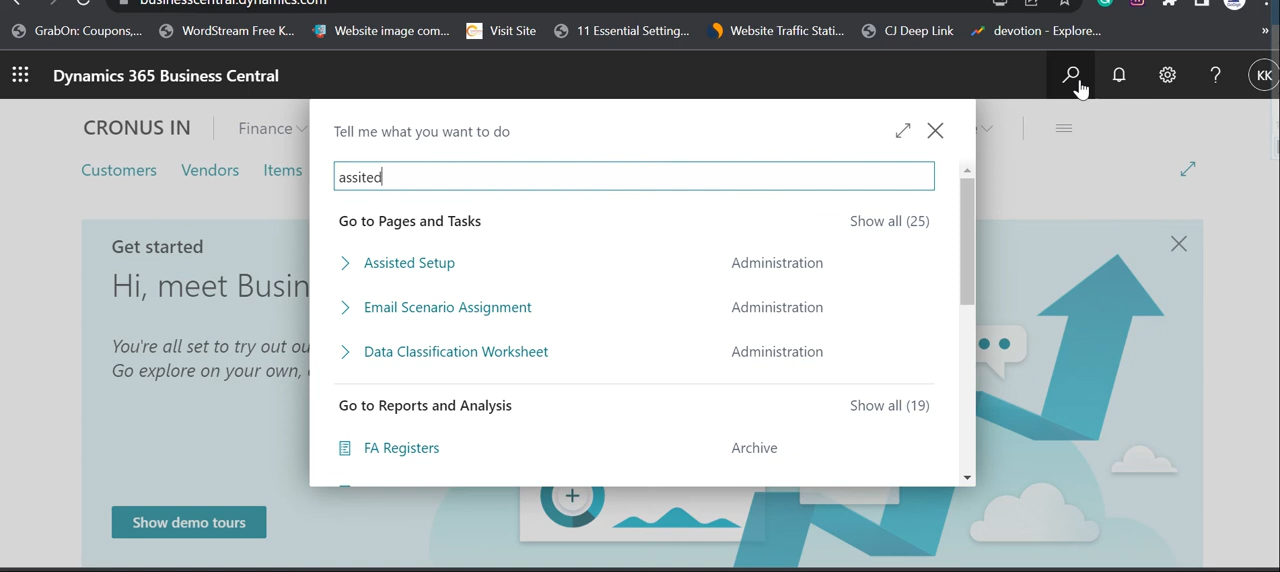 businesscentral.dynamics.com
GrabOn: Coupons,... WordStream Free K... Website image com... Visit Site 11 Essential Setting... Website Traffic Stati... CJ Deep Link devotion - Explore... »
Dynamics 365 Business Central ? KK
CRONUS IN Finance
Customers Vendors Items
Tell me what you want to do
assited
Go to Pages and Tasks Show all (25)
Assisted Setup Administration
Email Scenario Assignment Administration
Data Classification Worksheet Administration
Go to Reports and Analysis Show all (19)
FA Registers Archive
Get started
Hi, meet Busin
You're all set to try out ou
Go explore on your own,
Show demo tours